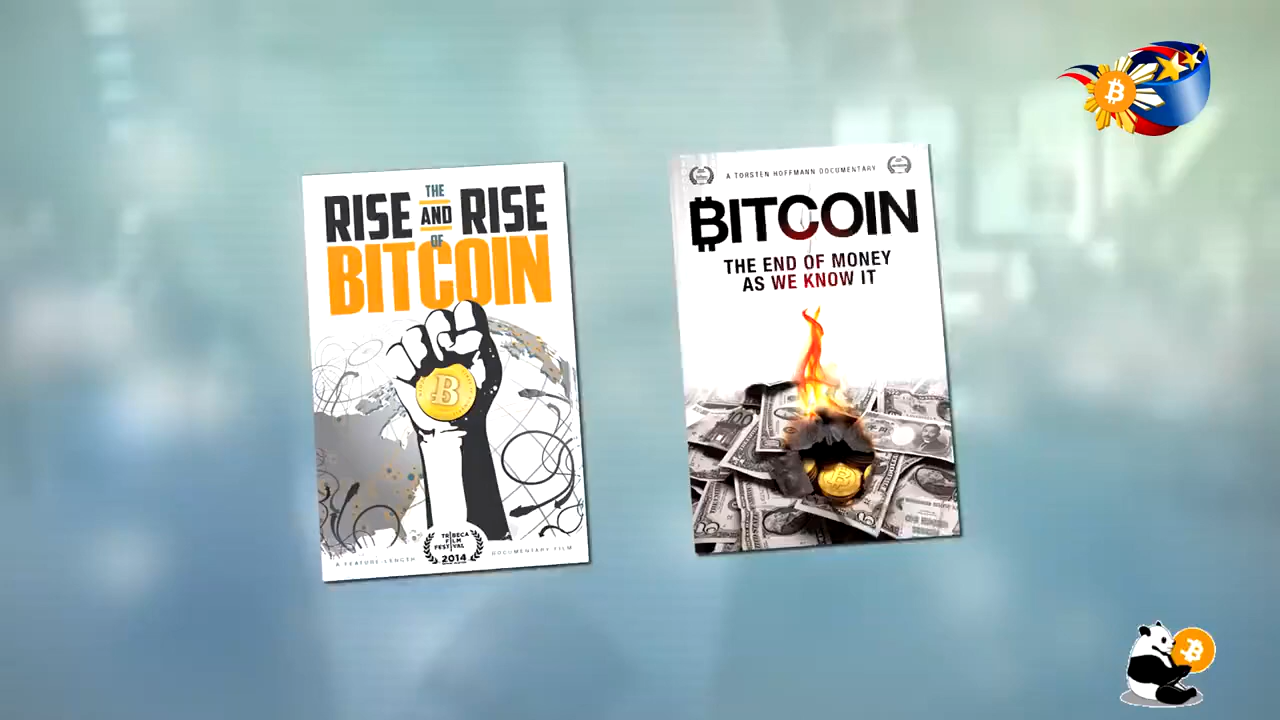 THE
RISE AND RISE
OF
BITCOIN
TRIBECA
FILM
FESTIVAL
2014
A FEATURE-LENGTH DOCUMENTARY FILM
A TORSTEN HOFFMANN DOCUMENTARY
BITCOIN
THE END OF MONEY
AS WE KNOW IT